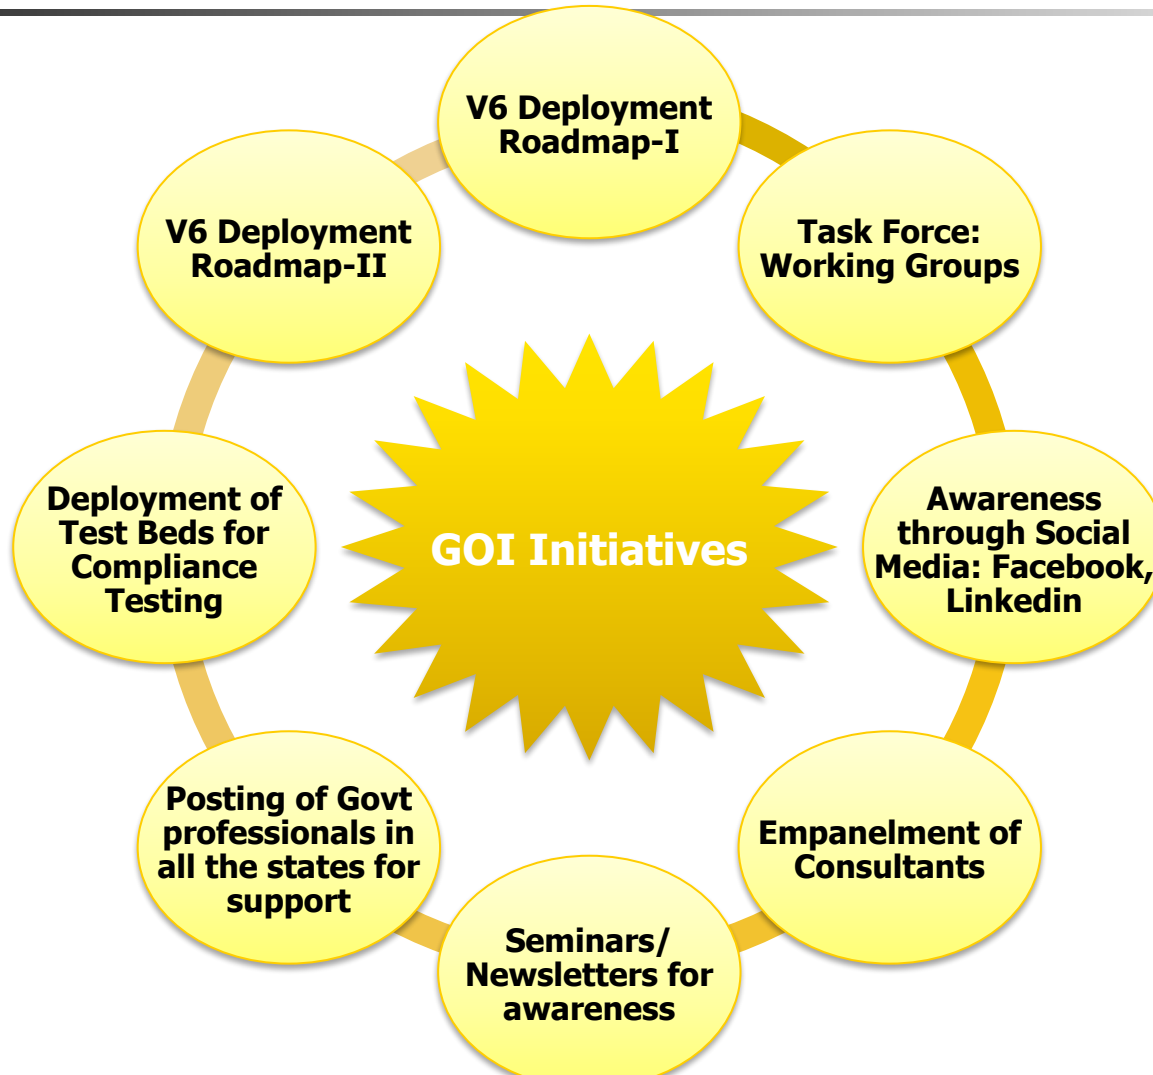 V6 Deployment
Roadmap-I
Task Force:
Working Groups
Awareness
through Social
Media: Facebook,
Linkedin
Empanelment of
Consultants
Seminars/
Newsletters for
awareness
Posting of Govt
professionals in
all the states for
support
Deployment of
Test Beds for
Compliance
Testing
V6 Deployment
Roadmap-II
GOI Initiatives